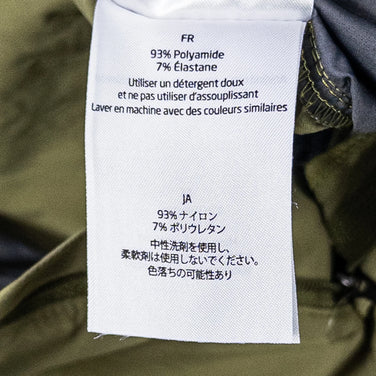 FR
93% Polyamide
7% Élastane
Utiliser un détergent doux
et ne pas utiliser d'assouplissant
Laver en machine avec des couleurs similaires
JA
93% ナイロン
7% ポリウレタン
中性洗剤を使用し、
柔軟剤は使用しないでください。
色落ちの可能性あり